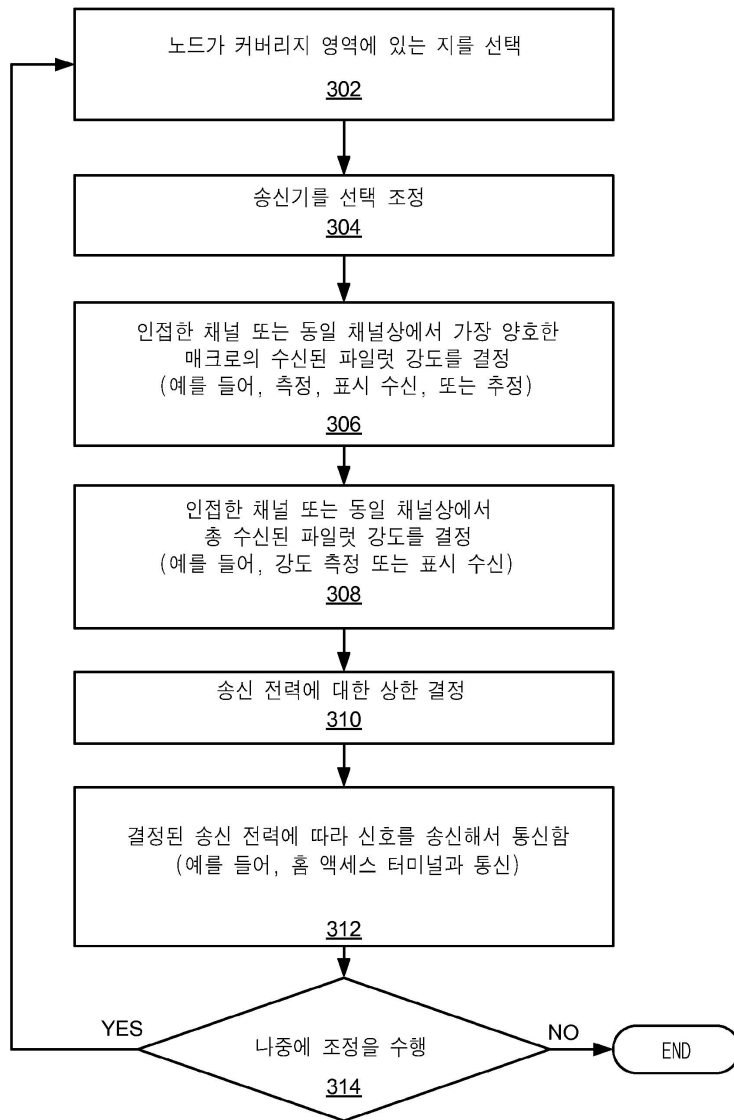 노드가 커버리지 영역에 있는 지를 선택
302
송신기를 선택 조정
304
인접한 채널 또는 동일 채널상에서 가장 양호한
매크로의 수신된 파일럿 강도를 결정
(예를 들어, 측정, 표시 수신, 또는 추정)
306
인접한 채널 또는 동일 채널상에서
총 수신된 파일럿 강도를 결정
(예를 들어, 강도 측정 또는 표시 수신)
308
송신 전력에 대한 상한 결정
310
결정된 송신 전력에 따라 신호를 송신해서 통신함
(예를 들어, 홈 액세스 터미널과 통신)
312
YES
나중에 조정을 수행
NO
END
314